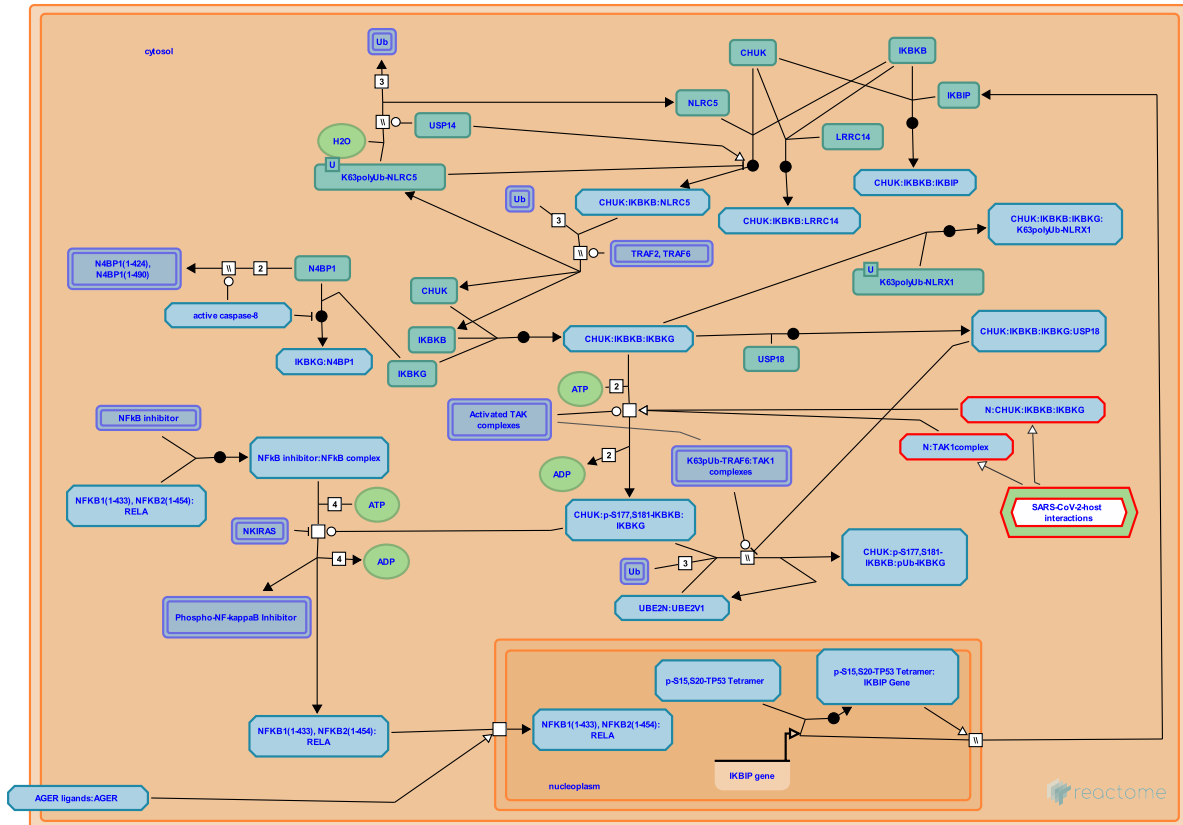 cytosol
Ub
3
\\
H2O
USP14
U
K63polyUb-NLRC5
CHUK
IKBKB
NLRC5
IKBIP
LRRC14
CHUK:IKBKB:IKBIP
CHUK:IKBKB:NLRC5
CHUK:IKBKB:LRRC14
Ub
3
\\
TRAF2, TRAF6
CHUK:IKBKB:IKBKG:
K63polyUb-NLRX1
U
K63polyUb-NLRX1
N4BP1(1-424),
N4BP1(1-490)
\\
2
N4BP1
active caspase-8
IKBKG:N4BP1
CHUK
IKBKB
IKBKG
CHUK:IKBKB:IKBKG
USP18
CHUK:IKBKB:IKBKG:USP18
ATP
2
Activated TAK
complexes
N:CHUK:IKBKB:IKBKG
N:TAK1complex
SARS-CoV-2-host
interactions
NFkB inhibitor
NFkB inhibitor:NFkB complex
NFKB1(1-433), NFKB2(1-454):
RELA
2
ADP
K63pUb-TRAF6:TAK1
complexes
4
ATP
NKIRAS
CHUK:p-S177,S181-IKBKB:
IKBKG
4
ADP
Ub
3
\\
CHUK:p-S177,S181-
IKBKB:pUb-IKBKG
UBE2N:UBE2V1
Phospho-NF-kappaB Inhibitor
p-S15,S20-TP53 Tetramer
p-S15,S20-TP53 Tetramer:
IKBIP Gene
NFKB1(1-433), NFKB2(1-454):
RELA
NFKB1(1-433), NFKB2(1-454):
RELA
\\
IKBIP gene
nucleoplasm
AGER ligands:AGER
reactome